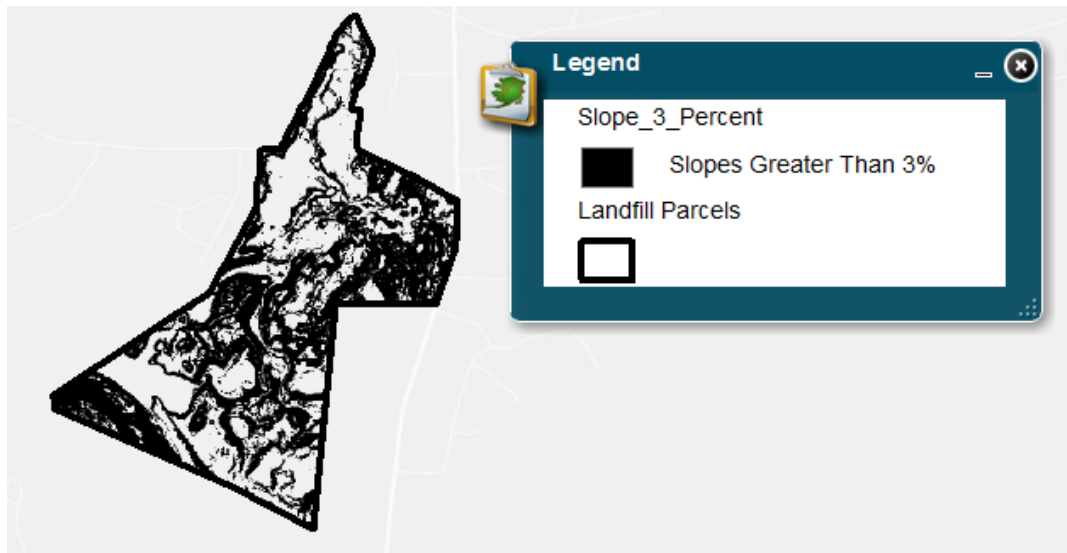 Legend
Slope_3_Percent
Slopes Greater Than 3%
Landfill Parcels